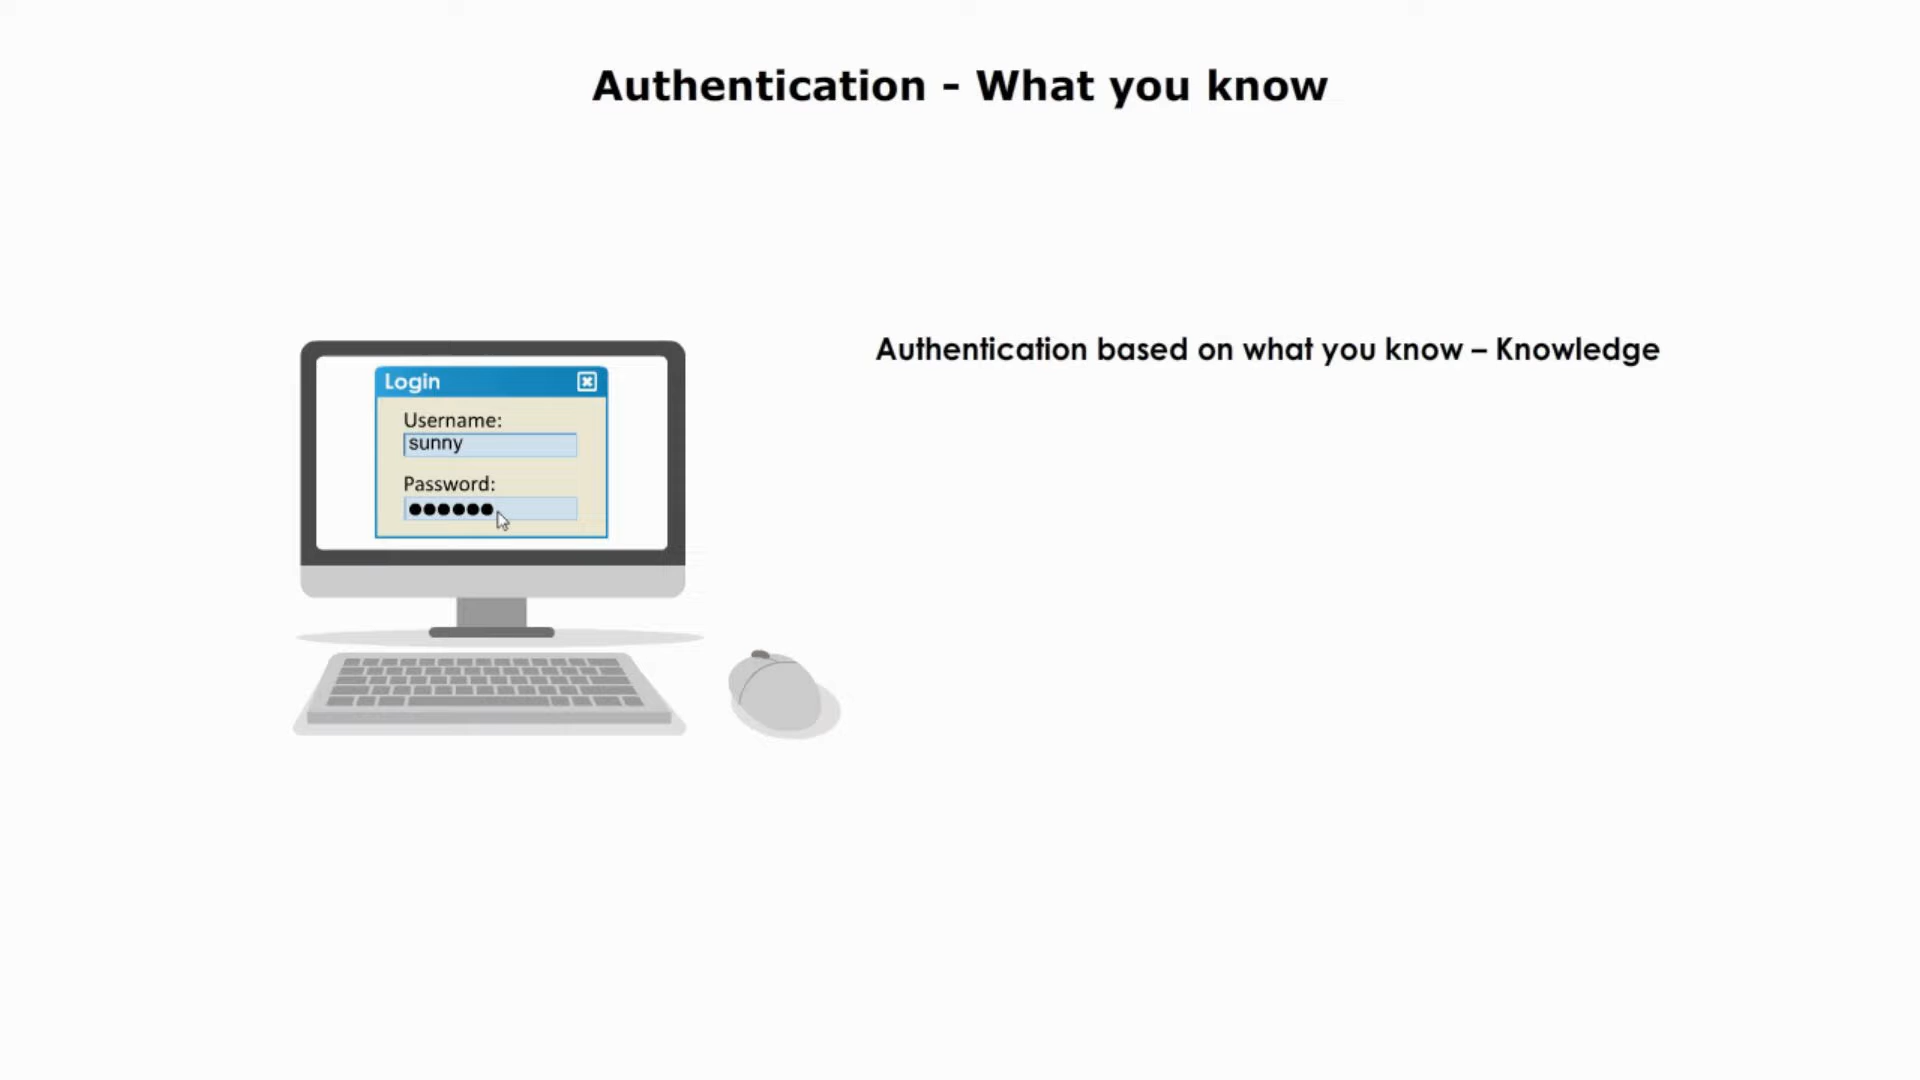 Authentication - What you know
Authentication based on what you know – Knowledge
Login
Username:
sunny
Password:
●●●●●●